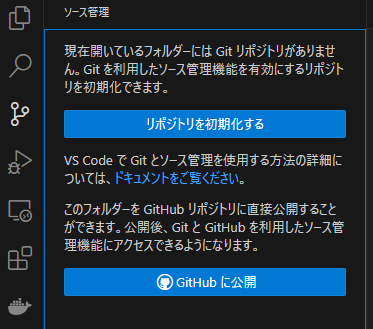 ソース管理
現在開いているフォルダーには Git リポジトリがありませ
ん。Git を利用したソース管理機能を有効にするリポジト
リを初期化できます。
リポジトリを初期化する
VS Code で Git とソース管理を使用する方法の詳細に
ついては、ドキュメントをご覧ください。
このフォルダーを GitHub リポジトリに直接公開すること
ができます。公開後、Git と GitHub を利用したソース管
理機能にアクセスできるようになります。
GitHub に公開